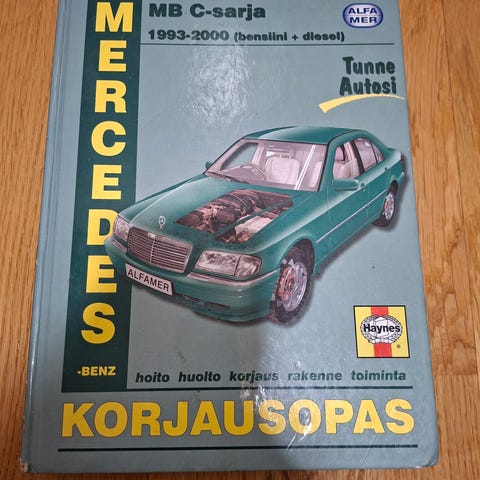 MERCEDES
-BENZ
MB C-sarja
1993-2000 (bensiini + diesel)
ALFA
MER
Tunne
Autosi
ALFAMER
Haynes
hoito huolto korjaus rakenne toiminta
KORJAUSOPAS